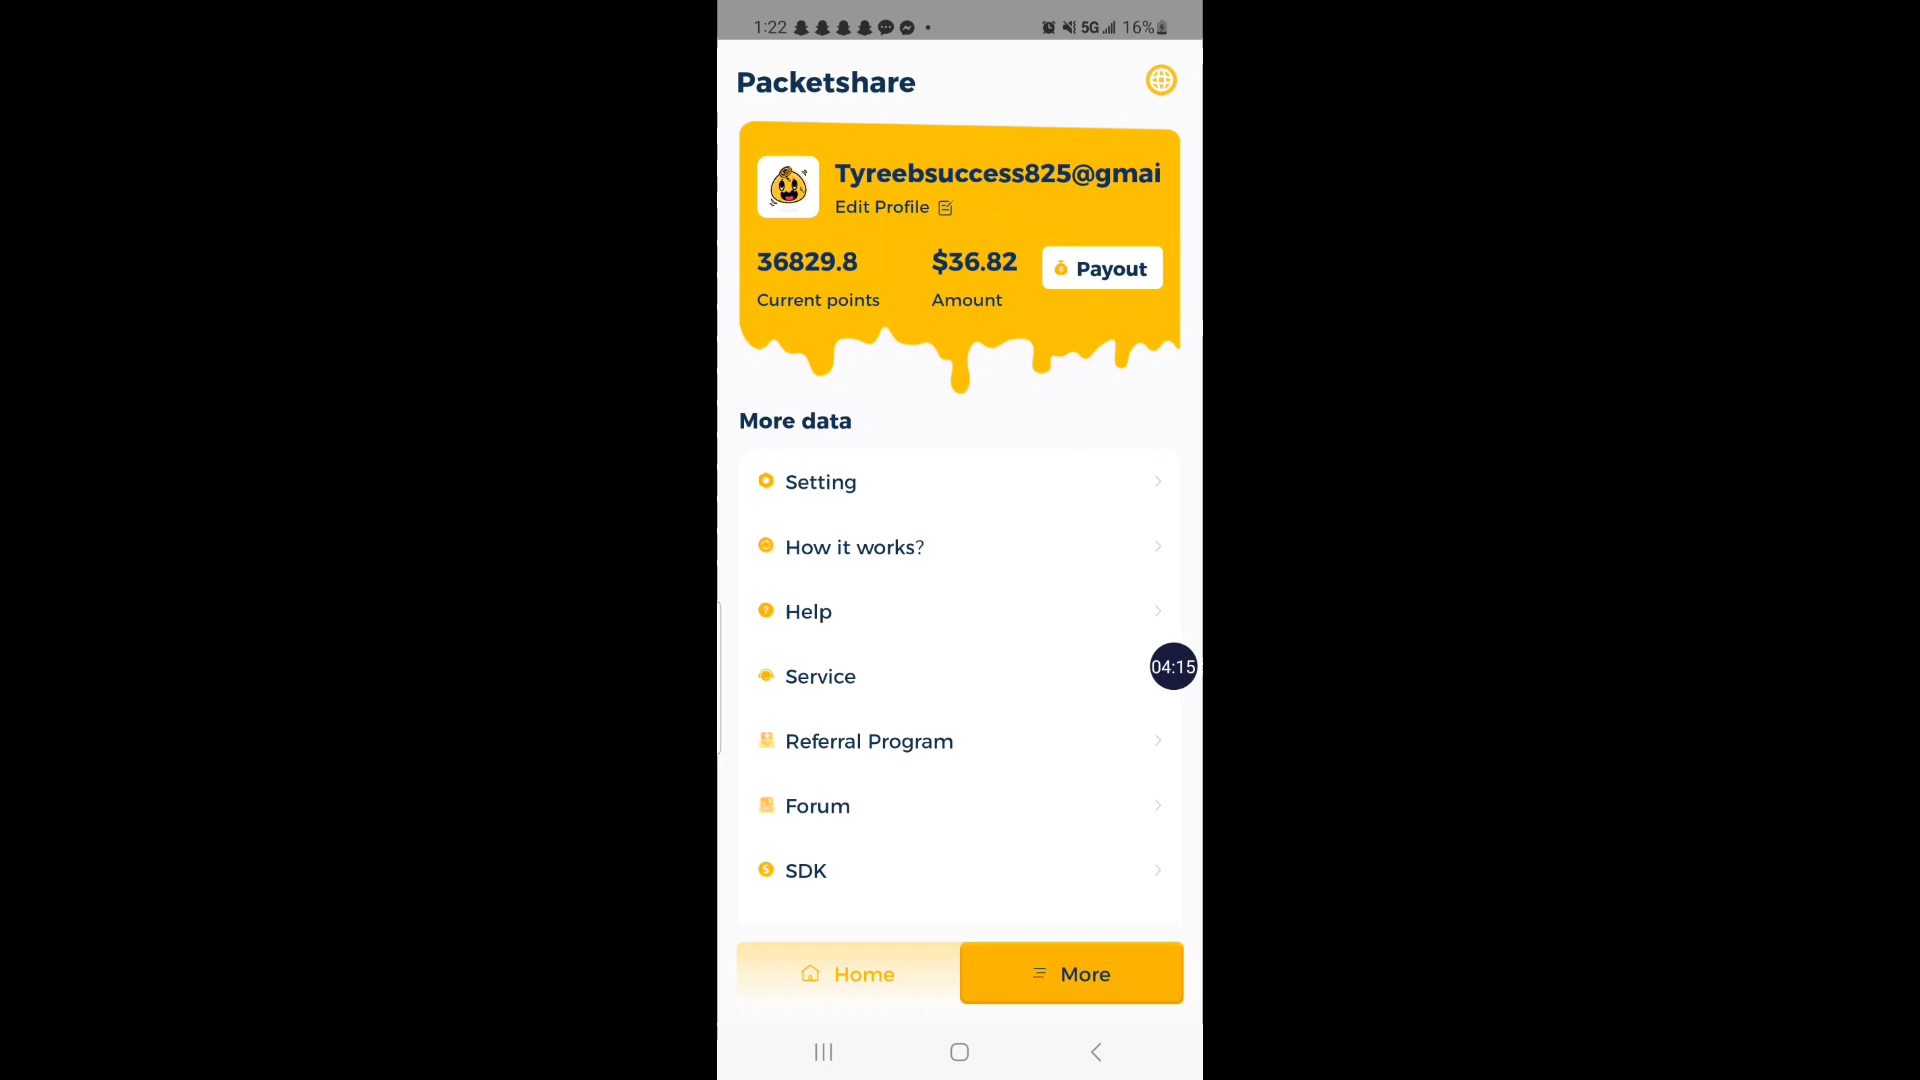 1:22 5G 16%
Packetshare
Tyreebsuccess825@gmai
Edit Profile
36829.8 $36.82 Payout
Current points Amount
More data
Setting
How it works?
Help
04:15
Service
Referral Program
Forum
SDK
Home More